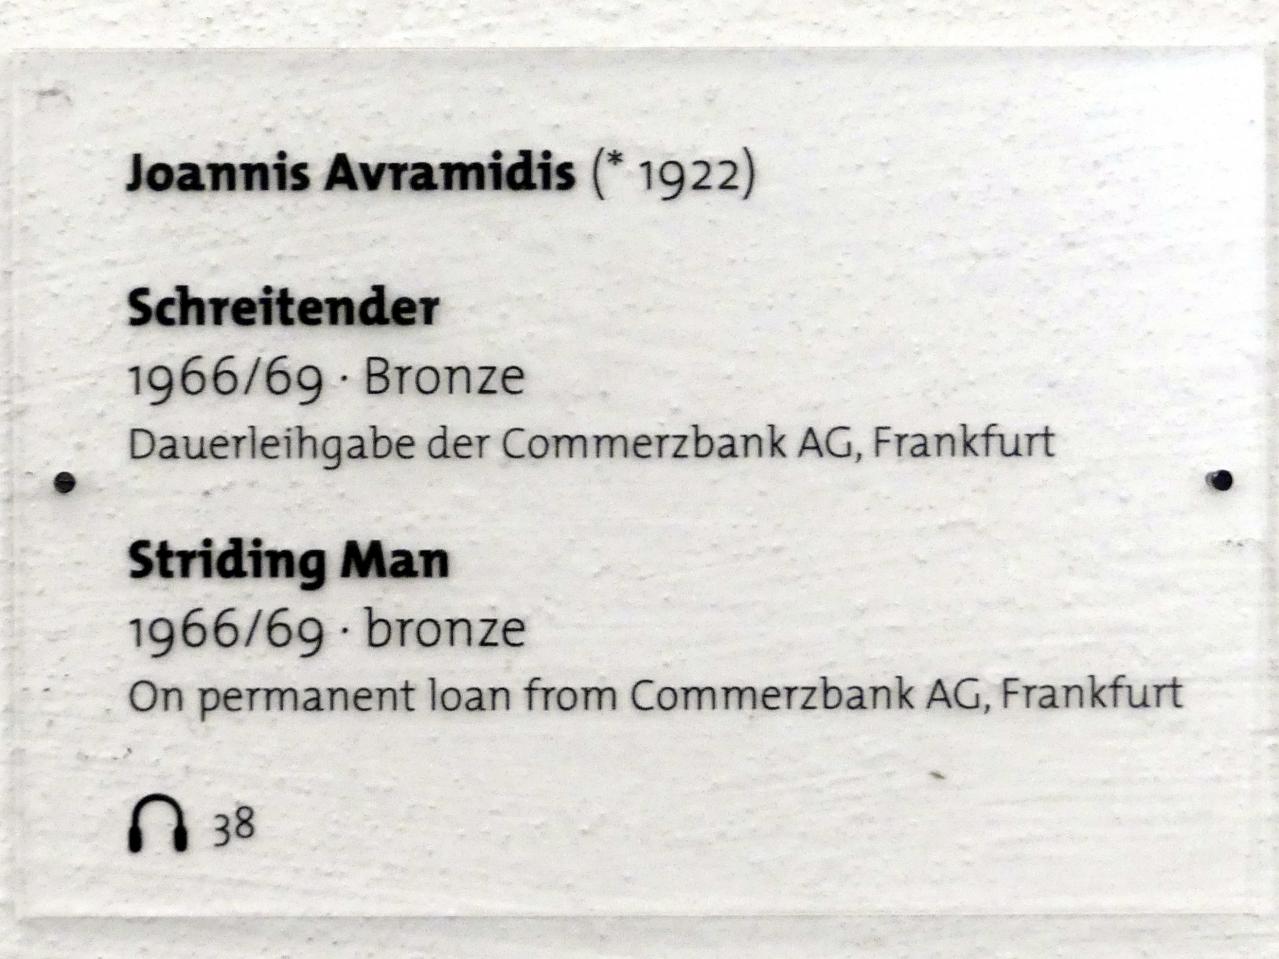 Joannis Avramidis (* 1922)
Schreitender
1966/69 · Bronze
Dauerleihgabe der Commerzbank AG, Frankfurt
Striding Man
1966/69 · bronze
On permanent loan from Commerzbank AG, Frankfurt
38